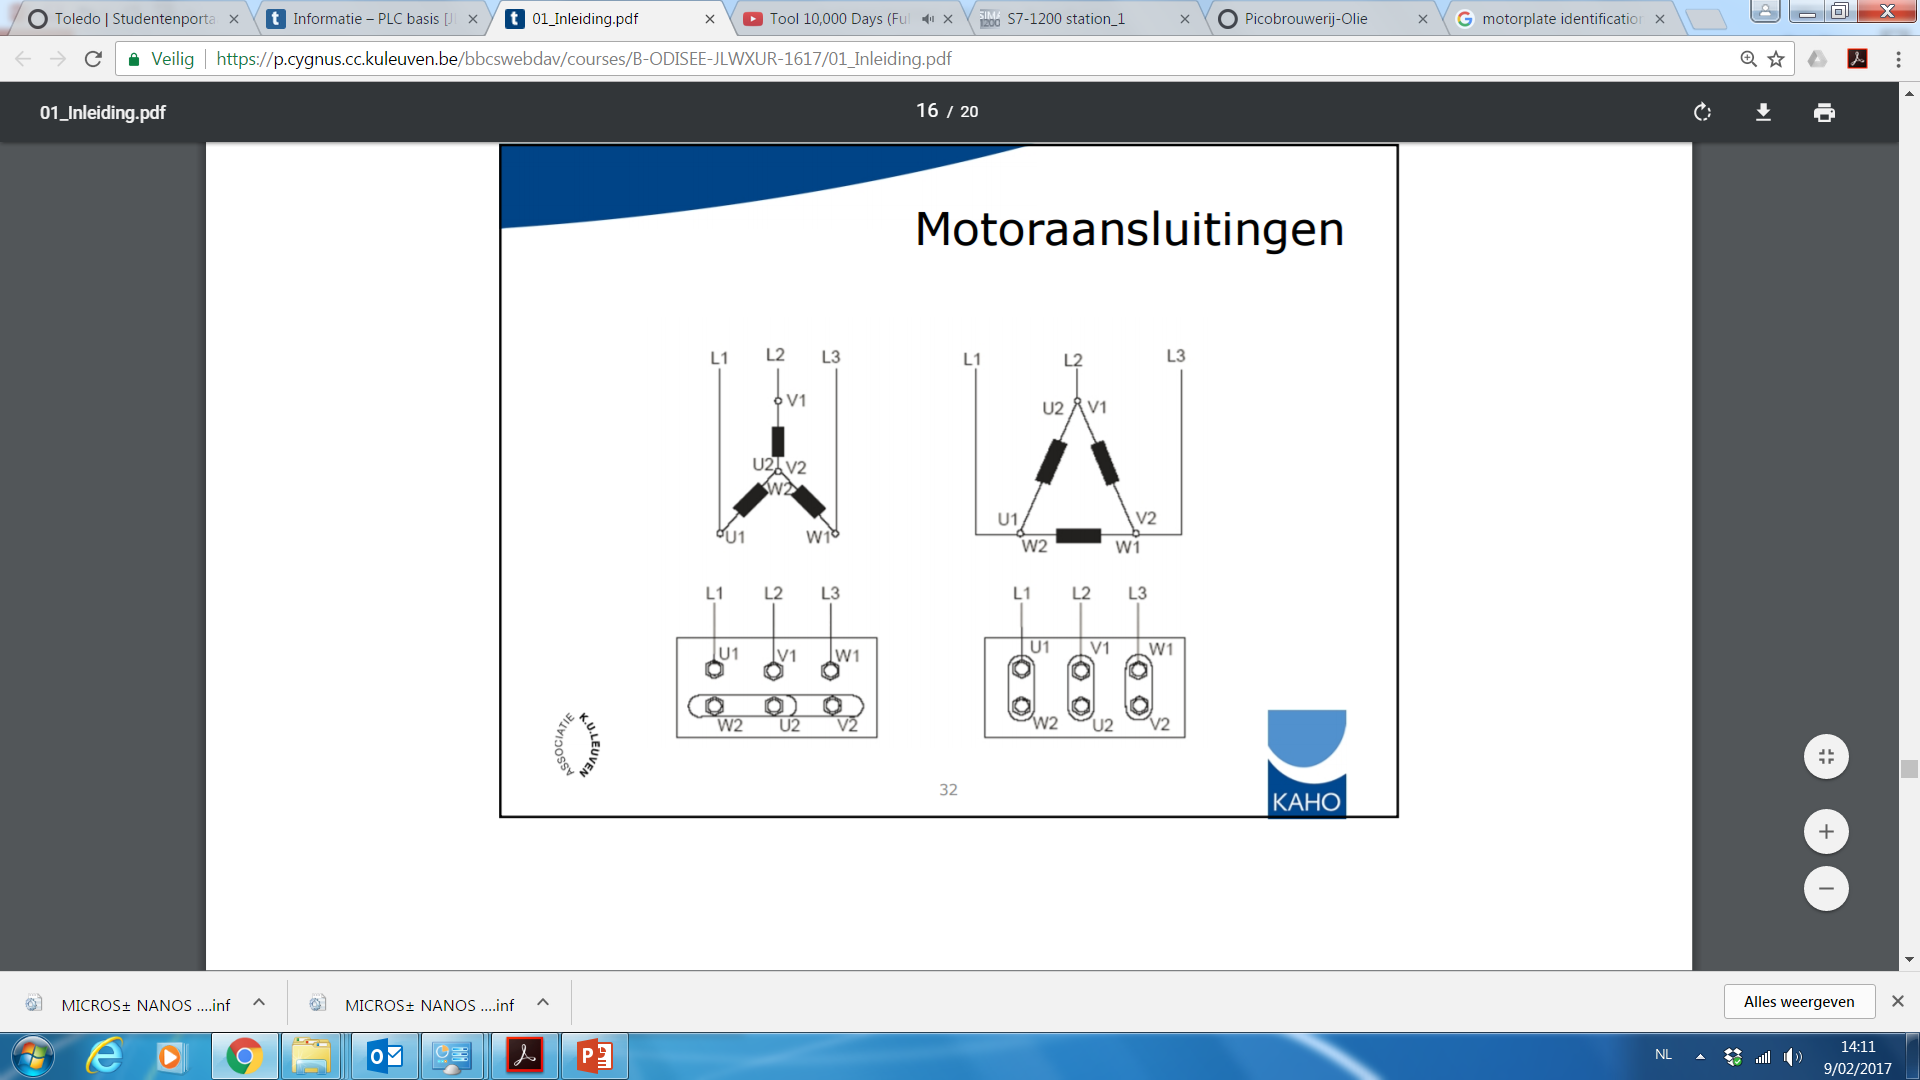 Toledo | Studentenporta
Informatie – PLC basis [J
01_Inleiding.pdf
Tool 10,000 Days (Ful
S7-1200 station_1
Picobrouwerij-Olie
motorplate identification
Veilig
https://p.cygnus.cc.kuleuven.be/bbcswebdav/courses/B-ODISEE-JLWXUR-1617/01_Inleiding.pdf
01_Inleiding.pdf
16 / 20
Motoraansluitingen
L1 L2 L3
V1
U2 V2
W2
U1 W1
L1 L2 L3
U2 V1
U1 V2
W2 W1
L1 L2 L3
U1 V1 W1
W2 U2 V2
L1 L2 L3
U1 V1 W1
W2 U2 V2
ASSOCIATIE
K.U.LEUVEN
32
KAHO
MICROS± NANOS ....inf
MICROS± NANOS ....inf
Alles weergeven
NL
14:11
9/02/2017